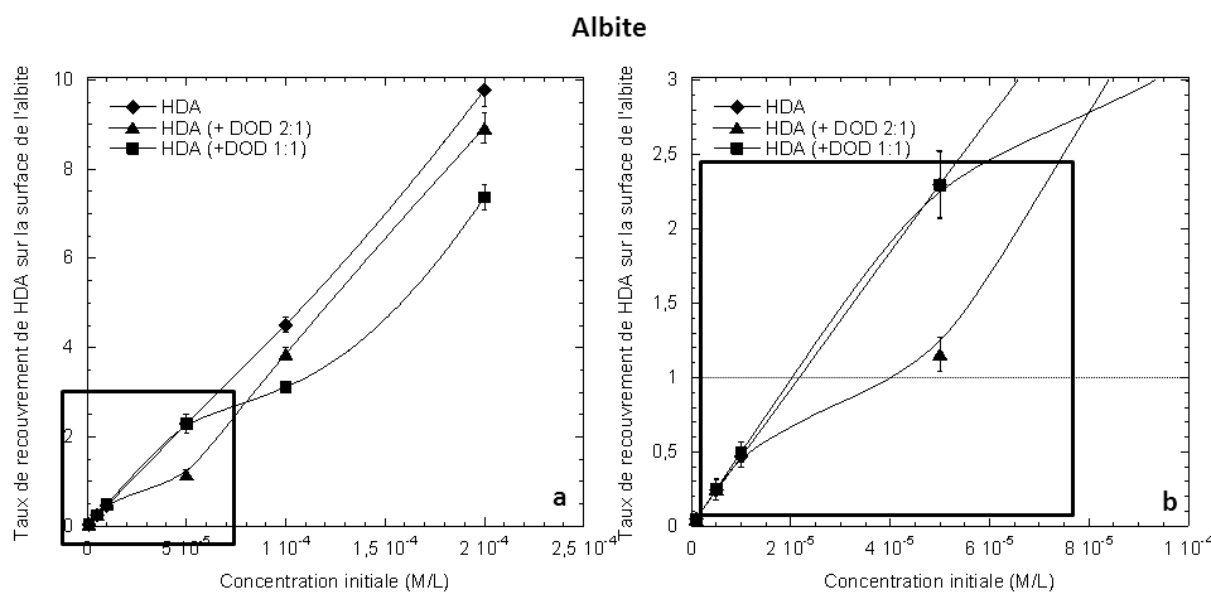 Albite
Taux de recouvrement de HDA sur la surface de l'albite
10
8
6
4
2
0
HDA
HDA (+ DOD 2:1)
HDA (+DOD 1:1)
a
0
5 10-5
1 10-4
1,5 10-4
2 10-4
2,5 10-4
Concentration initiale (M/L)
Taux de recouvrement de HDA sur la surface de l'albite
3
2,5
2
1,5
1
0,5
0
HDA
HDA (+ DOD 2:1)
HDA (+DOD 1:1)
b
0
2 10-5
4 10-5
6 10-5
8 10-5
1 10-4
Concentration initiale (M/L)